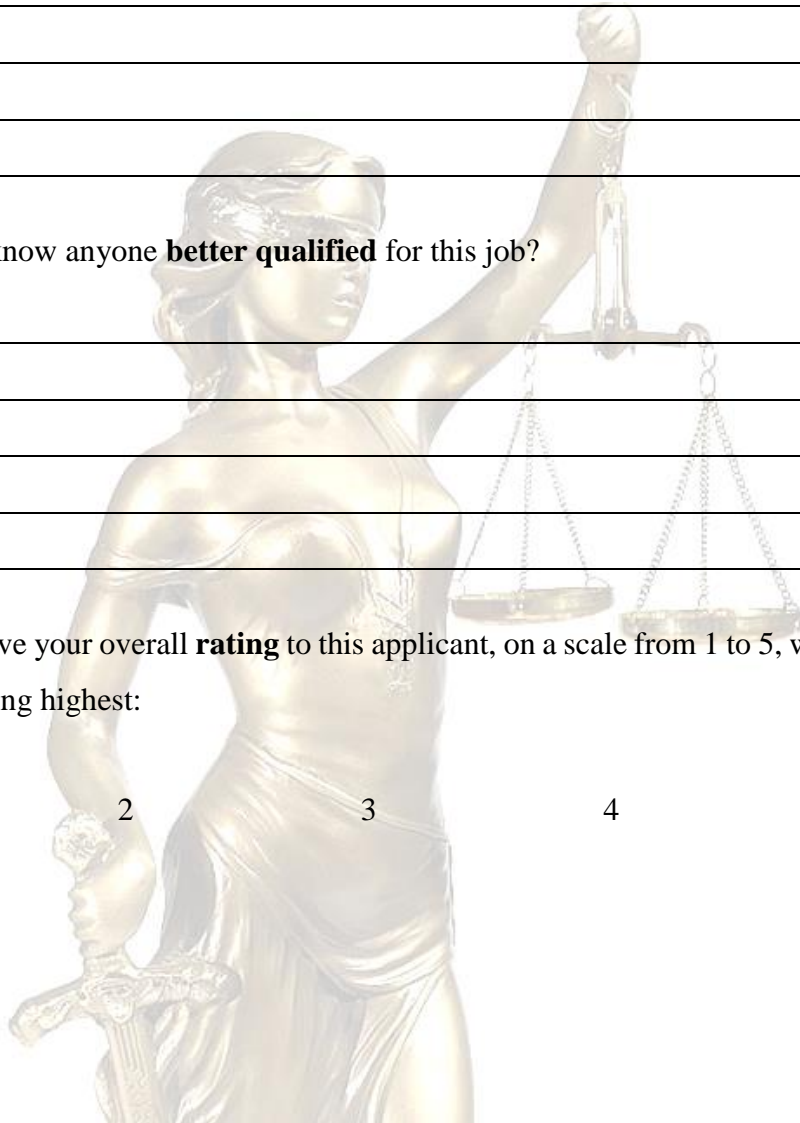 now anyone better qualified for this job?
ve your overall rating to this applicant, on a scale from 1 to 5, w
ng highest:
2 3 4